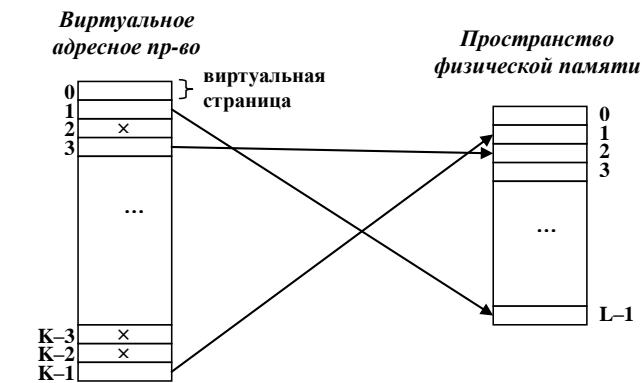 Виртуальное
адресное пр-во
виртуальная
страница
0
1
2 ×
3
...
K–3 ×
K–2 ×
K–1
Пространство
физической памяти
0
1
2
3
...
L–1